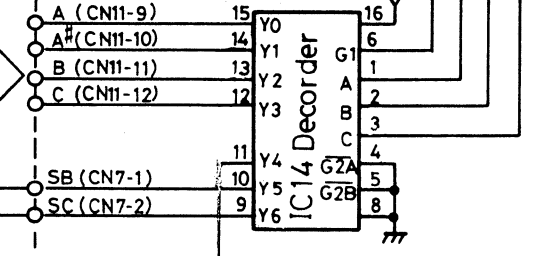 A (CN11-9) 15 Y0 16
A# (CN11-10) 14 Y1 G1 6
B (CN11-11) 13 Y2 A 1
C (CN11-12) 12 Y3 B 2
C 3
11 Y4 G2A 4
SB (CN7-1) 10 Y5 G2B 5
SC (CN7-2) 9 Y6 8
IC14 Decorder